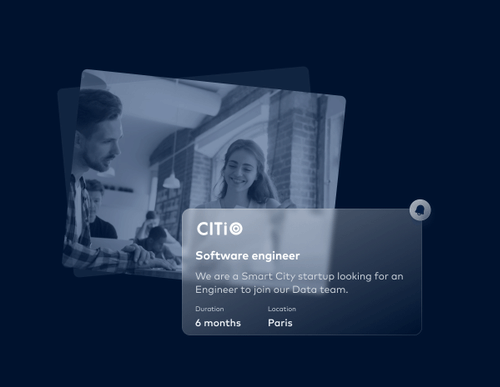 CITiO
Software engineer
We are a Smart City startup looking for an
Engineer to join our Data team.
Duration Location
6 months Paris